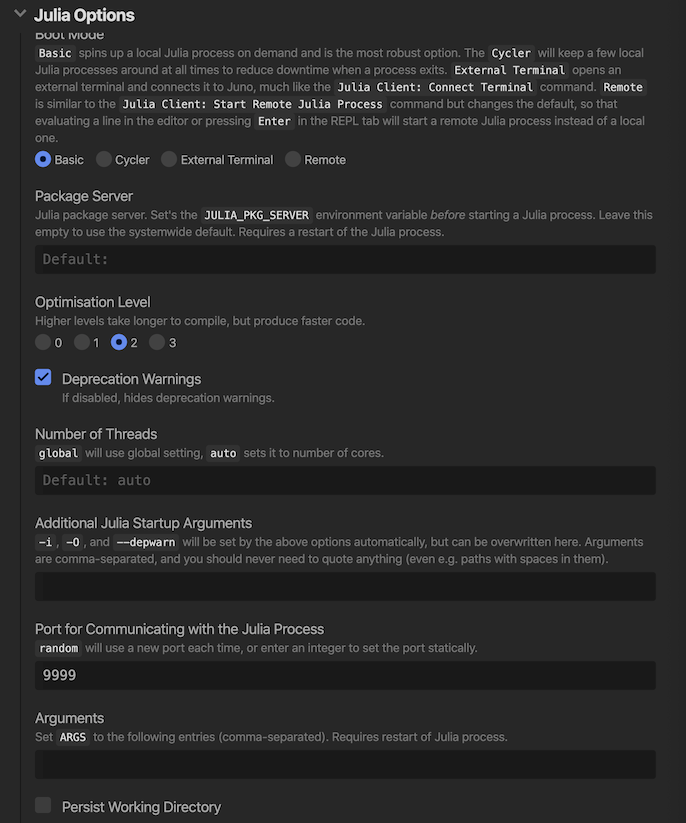 Julia Options
Boot Mode
Basic spins up a local Julia process on demand and is the most robust option. The Cycler will keep a few local
Julia processes around at all times to reduce downtime when a process exits. External Terminal opens an
external terminal and connects it to Juno, much like the Julia Client: Connect Terminal command. Remote
is similar to the Julia Client: Start Remote Julia Process command but changes the default, so that
evaluating a line in the editor or pressing Enter in the REPL tab will start a remote Julia process instead of a local
one.
Basic Cycler External Terminal Remote
Package Server
Julia package server. Set's the JULIA_PKG_SERVER environment variable before starting a Julia process. Leave this
empty to use the systemwide default. Requires a restart of the Julia process.
Default:
Optimisation Level
Higher levels take longer to compile, but produce faster code.
0 1 2 3
Deprecation Warnings
If disabled, hides deprecation warnings.
Number of Threads
global will use global setting, auto sets it to number of cores.
Default: auto
Additional Julia Startup Arguments
-i, -O, and --depwarn will be set by the above options automatically, but can be overwritten here. Arguments
are comma-separated, and you should never need to quote anything (even e.g. paths with spaces in them).
Port for Communicating with the Julia Process
random will use a new port each time, or enter an integer to set the port statically.
9999
Arguments
Set ARGS to the following entries (comma-separated). Requires restart of Julia process.
Persist Working Directory